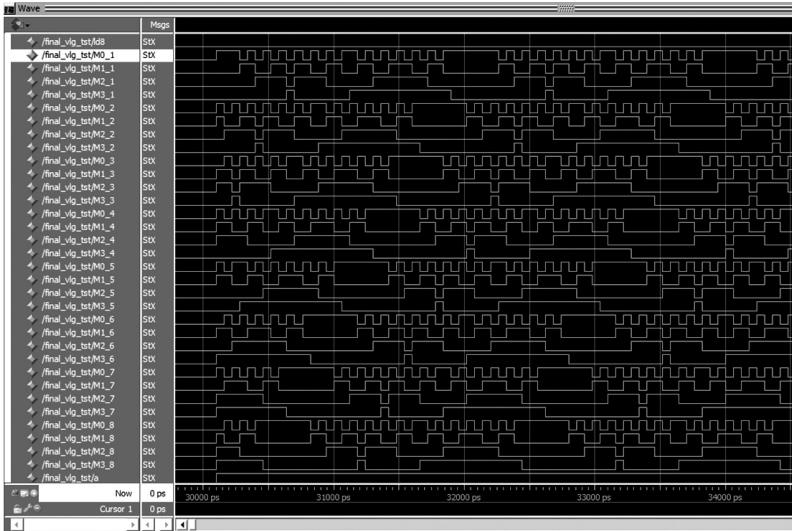 Wave
Msgs
/final_vlg_tst/ld8 StX
/final_vlg_tst/M0_1 StX
/final_vlg_tst/M1_1 StX
/final_vlg_tst/M2_1 StX
/final_vlg_tst/M3_1 StX
/final_vlg_tst/M0_2 StX
/final_vlg_tst/M1_2 StX
/final_vlg_tst/M2_2 StX
/final_vlg_tst/M3_2 StX
/final_vlg_tst/M0_3 StX
/final_vlg_tst/M1_3 StX
/final_vlg_tst/M2_3 StX
/final_vlg_tst/M3_3 StX
/final_vlg_tst/M0_4 StX
/final_vlg_tst/M1_4 StX
/final_vlg_tst/M2_4 StX
/final_vlg_tst/M3_4 StX
/final_vlg_tst/M0_5 StX
/final_vlg_tst/M1_5 StX
/final_vlg_tst/M2_5 StX
/final_vlg_tst/M3_5 StX
/final_vlg_tst/M0_6 StX
/final_vlg_tst/M1_6 StX
/final_vlg_tst/M2_6 StX
/final_vlg_tst/M3_6 StX
/final_vlg_tst/M0_7 StX
/final_vlg_tst/M1_7 StX
/final_vlg_tst/M2_7 StX
/final_vlg_tst/M3_7 StX
/final_vlg_tst/M0_8 StX
/final_vlg_tst/M1_8 StX
/final_vlg_tst/M2_8 StX
/final_vlg_tst/M3_8 StX
/final_vlg_tst/a StX
Now 0 ps
30000 ps 31000 ps 32000 ps 33000 ps 34000 ps
Cursor 1 0 ps